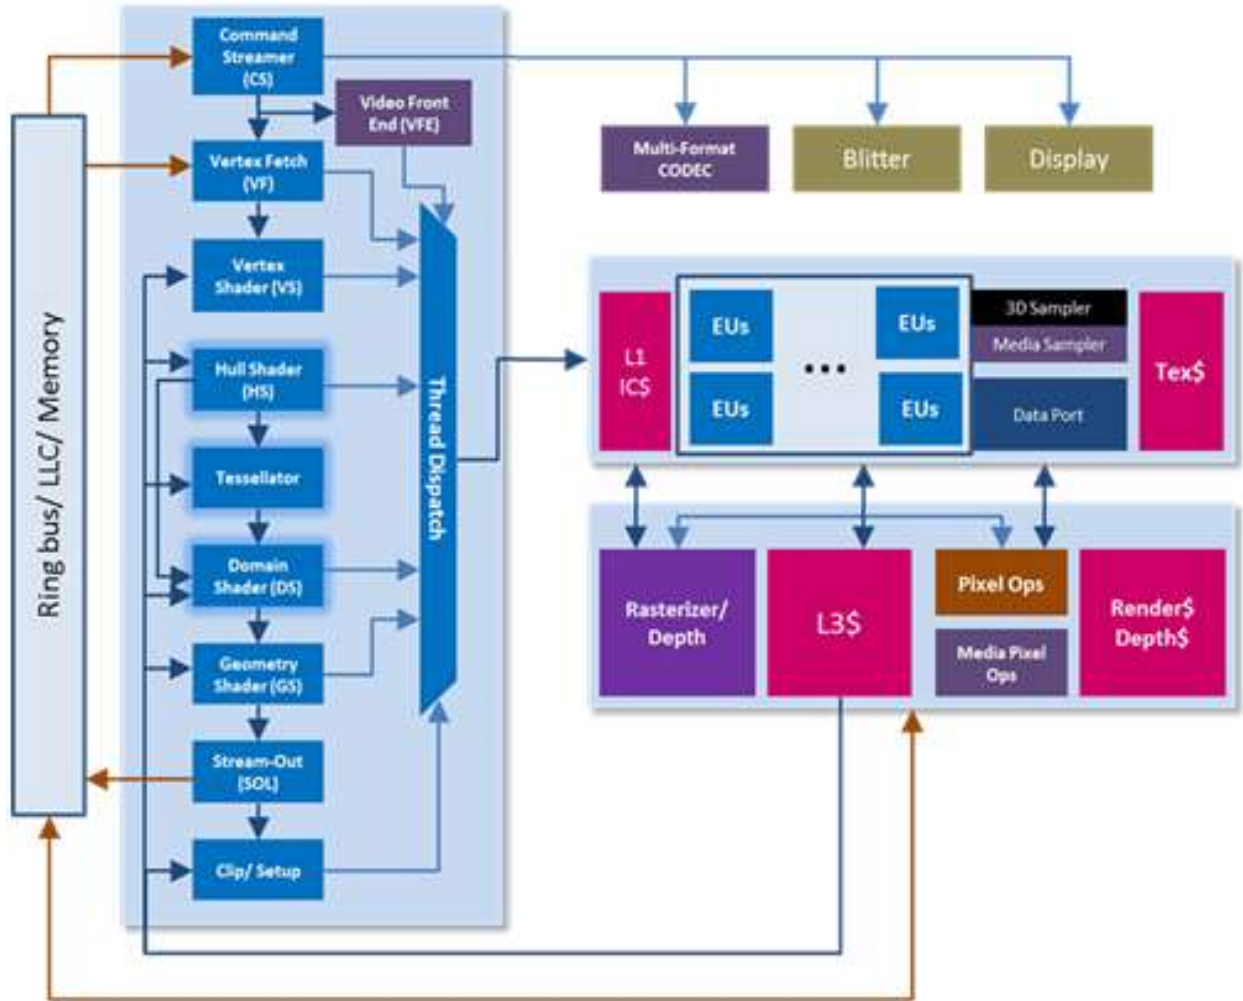 Command
Streamer
(CS)
Video Front
End (VFE)
Vertex Fetch
(VF)
Vertex
Shader (VS)
Hull Shader
(HS)
Tessellator
Domain
Shader (DS)
Geometry
Shader (GS)
Stream-Out
(SOL)
Clip/ Setup
Ring bus/ LLC/ Memory
Thread Dispatch
Multi-Format
CODEC
Blitter
Display
L1
IC$
EUs
EUs
...
EUs
EUs
3D Sampler
Media Sampler
Data Port
Tex$
Rasterizer/
Depth
L3$
Pixel Ops
Media Pixel
Ops
Render$
Depth$